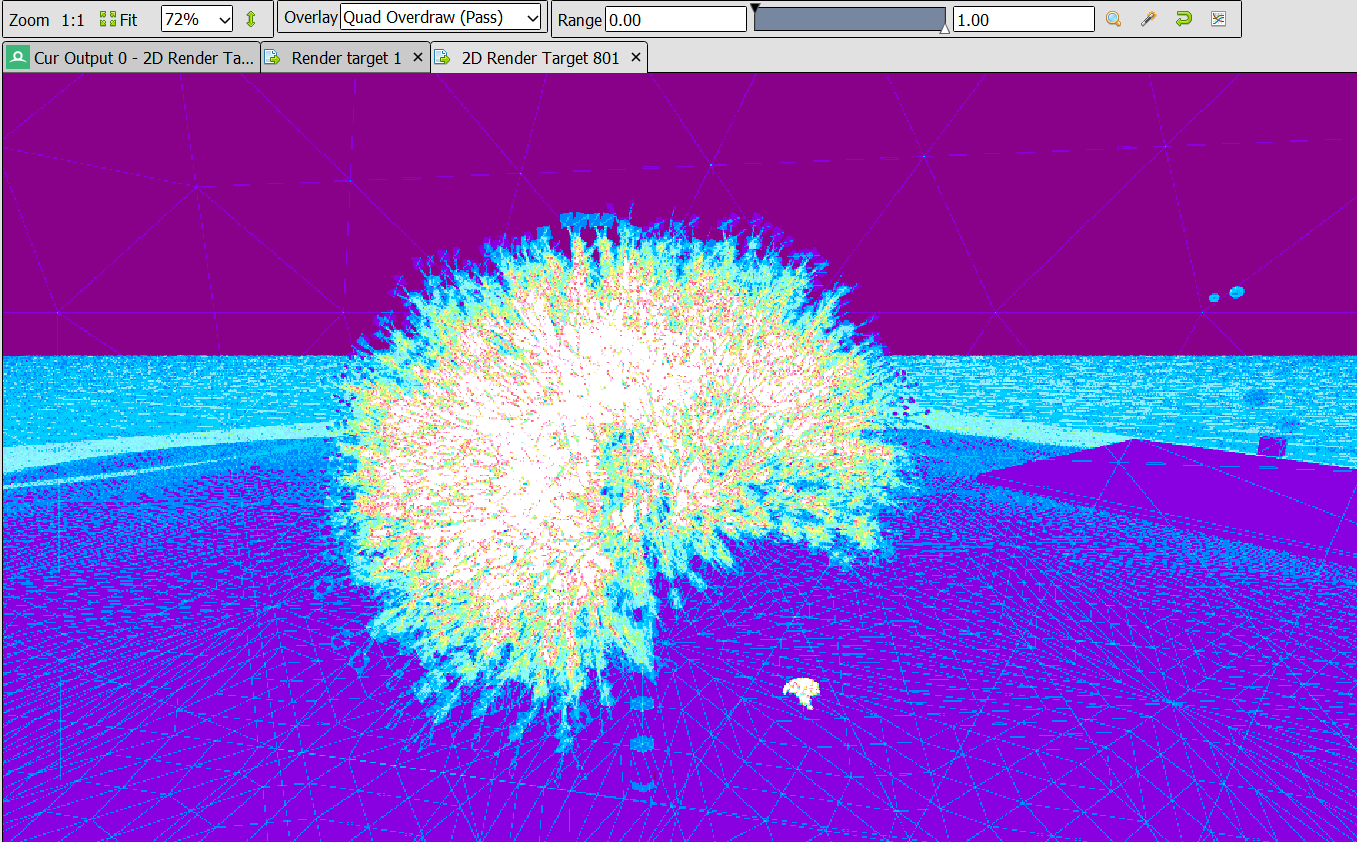 Zoom 1:1 Fit 72% Overlay Quad Overdraw (Pass) Range 0.00 1.00
Cur Output 0 - 2D Render Ta... Render target 1 × 2D Render Target 801 ×